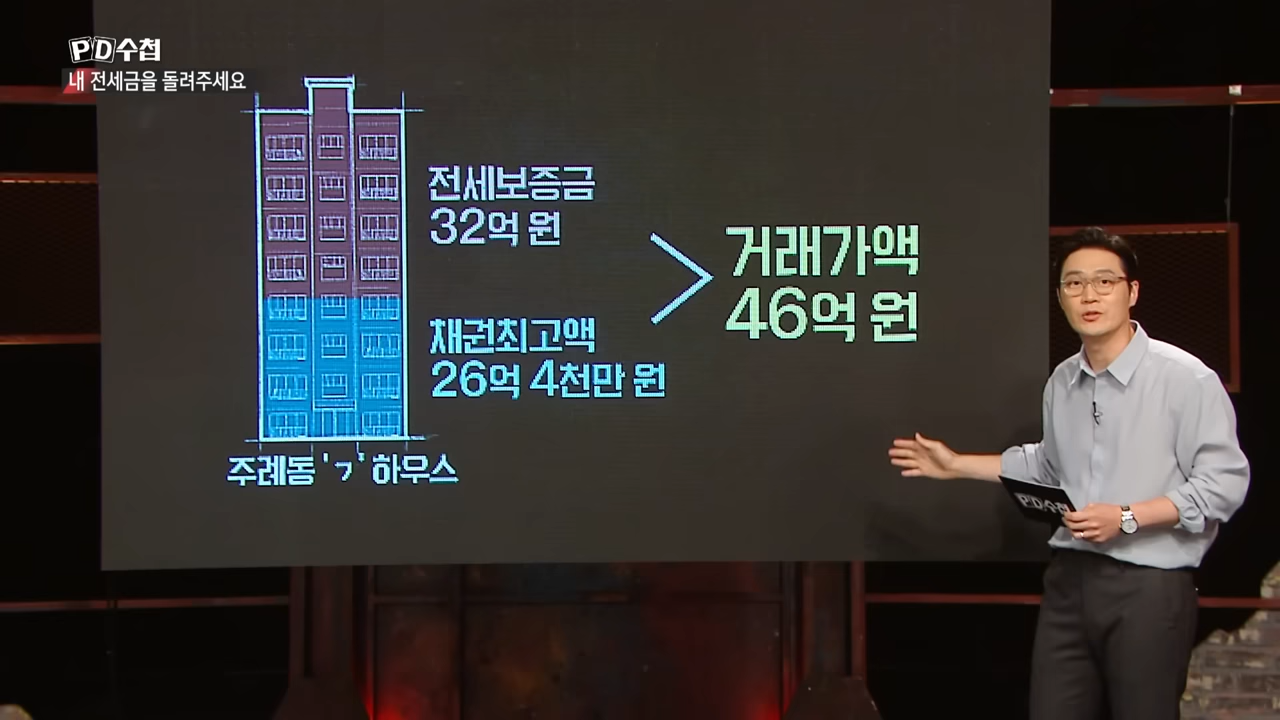 PD수첩
내 전세금을 돌려주세요
전세보증금
32억 원
채권최고액
26억 4천만 원
>
거래가액
46억 원
주례동 'ㄱ' 하우스
PD수첩